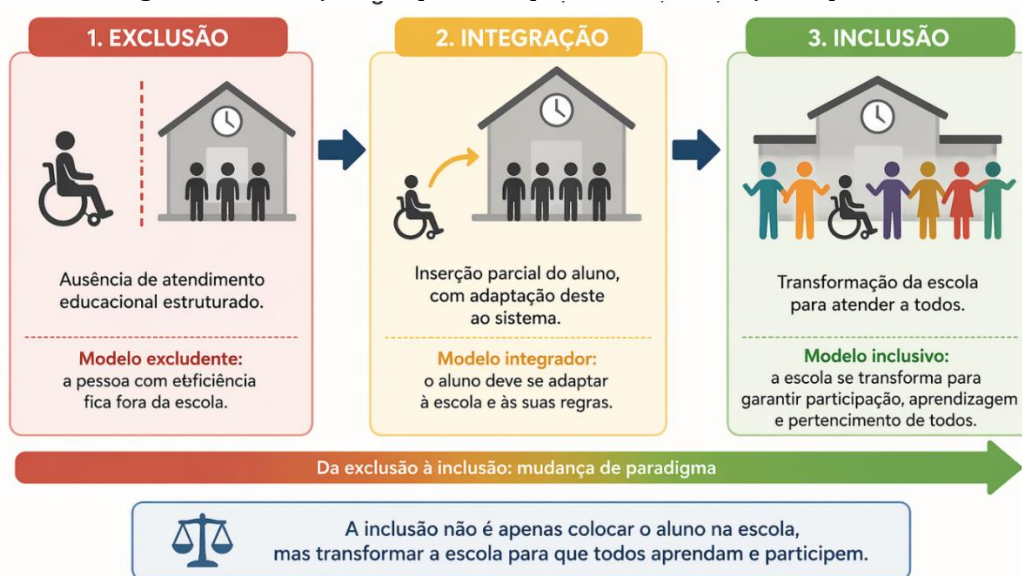 1. EXCLUSÃO
Ausência de atendimento
educacional estruturado.
Modelo excludente:
a pessoa com
fica fora da escola.
2. INTEGRAÇÃO
Inserção parcial do aluno,
com adaptação deste
ao sistema.
Modelo integrador:
o aluno deve se adaptar
à escola e às suas regras.
3. INCLUSÃO
Transformação da escola
para atender a todos.
Modelo inclusivo:
a escola se transforma para
garantir participação, aprendizagem
e pertencimento de todos.
Da exclusão à inclusão: mudança de paradigma
A inclusão não é apenas colocar o aluno na escola,
mas transformar a escola para que todos aprendam e participem.